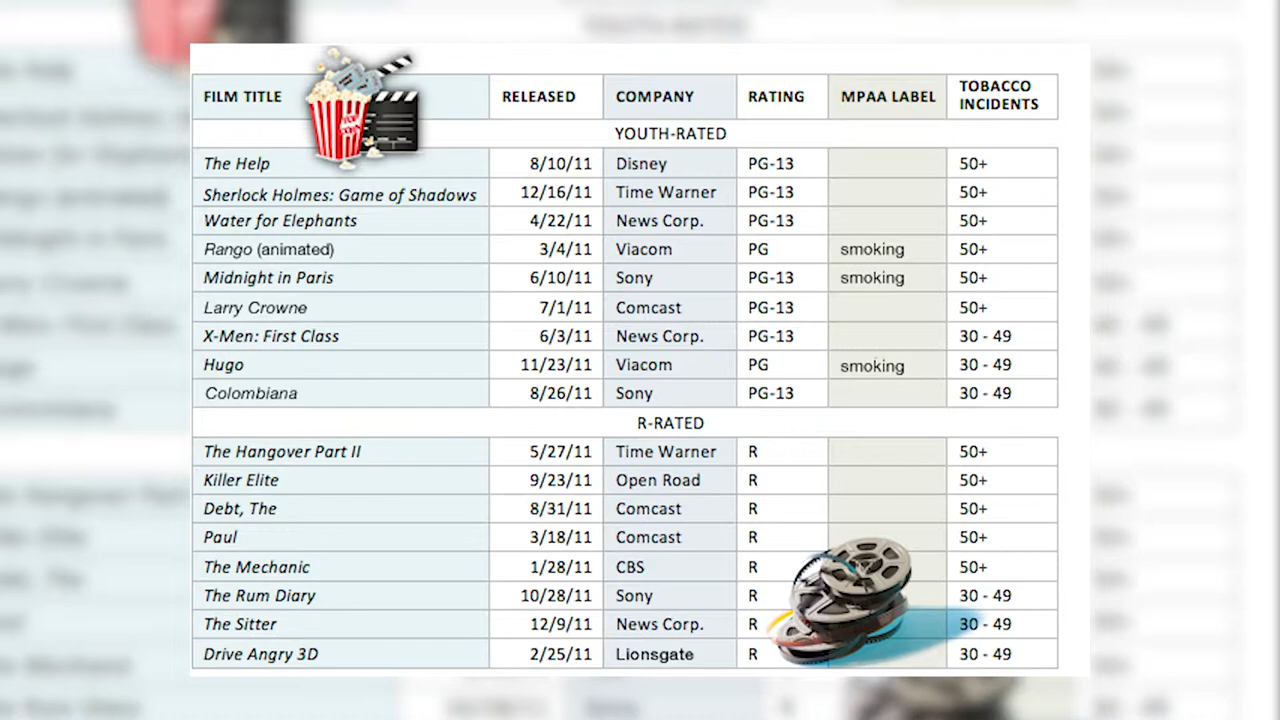 FILM TITLE RELEASED COMPANY RATING MPAA LABEL TOBACCO INCIDENTS
YOUTH-RATED
The Help 8/10/11 Disney PG-13 50+
Sherlock Holmes: Game of Shadows 12/16/11 Time Warner PG-13 50+
Water for Elephants 4/22/11 News Corp. PG-13 50+
Rango (animated) 3/4/11 Viacom PG smoking 50+
Midnight in Paris 6/10/11 Sony PG-13 smoking 50+
Larry Crowne 7/1/11 Comcast PG-13 50+
X-Men: First Class 6/3/11 News Corp. PG-13 30 - 49
Hugo 11/23/11 Viacom PG smoking 30 - 49
Colombiana 8/26/11 Sony PG-13 30 - 49
R-RATED
The Hangover Part II 5/27/11 Time Warner R 50+
Killer Elite 9/23/11 Open Road R 50+
Debt, The 8/31/11 Comcast R 50+
Paul 3/18/11 Comcast R 50+
The Mechanic 1/28/11 CBS R 50+
The Rum Diary 10/28/11 Sony R 30 - 49
The Sitter 12/9/11 News Corp. R 30 - 49
Drive Angry 3D 2/25/11 Lionsgate R 30 - 49